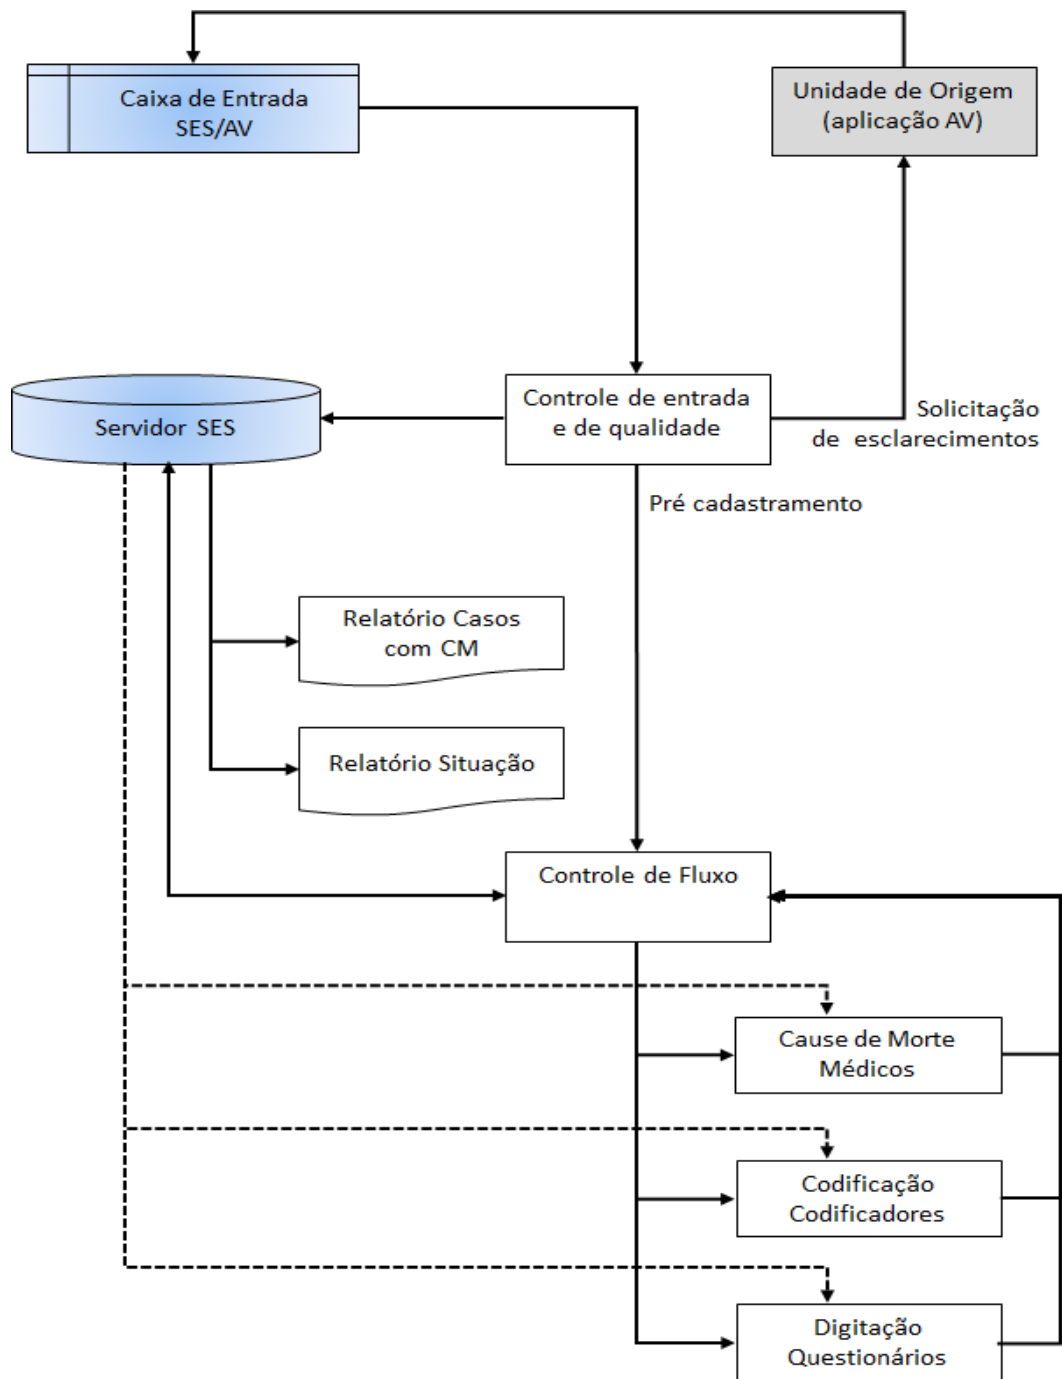 Caixa de Entrada
SES/AV
Unidade de Origem
(aplicação AV)
Servidor SES
Controle de entrada
e de qualidade
Solicitação
de esclarecimentos
Pré cadastramento
Relatório Casos
com CM
Relatório Situação
Controle de Fluxo
Cause de Morte
Médicos
Codificação
Codificadores
Digitação
Questionários